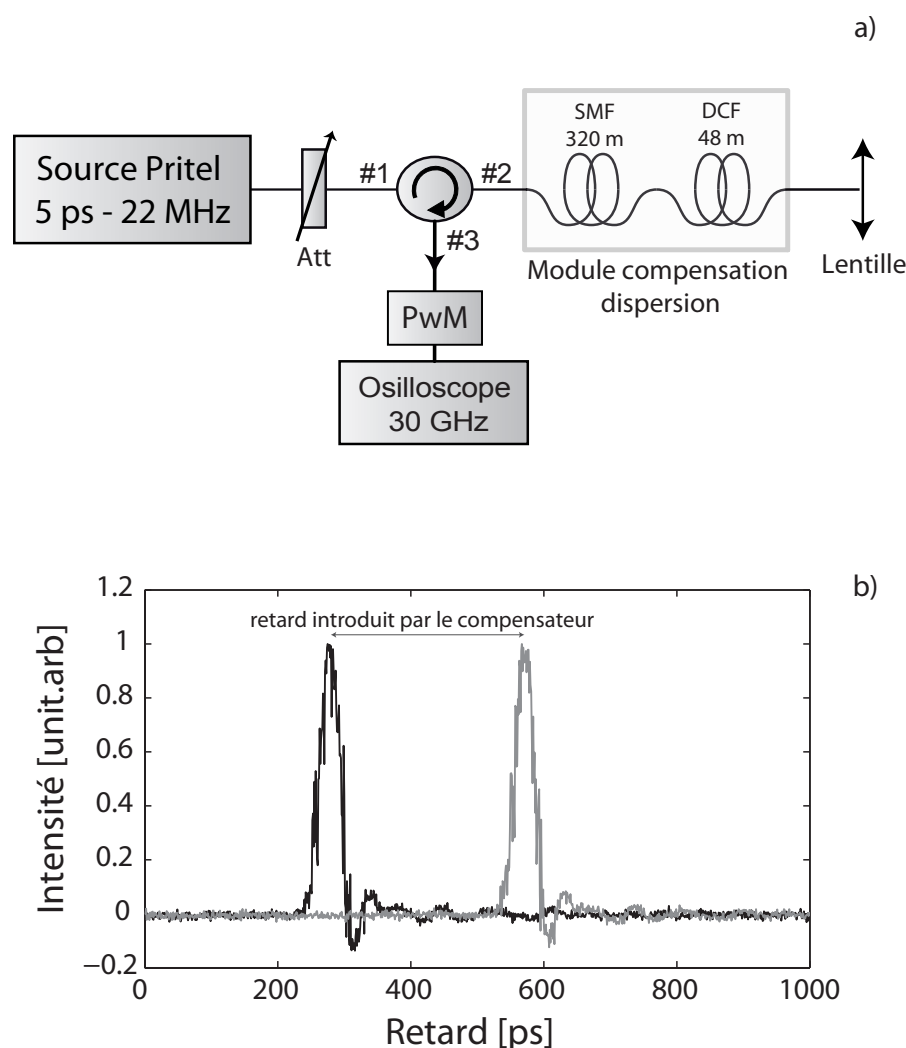 a)
SMF
320 m
DCF
48 m
Source Pritel
5 ps - 22 MHz
#1
#2
#3
Att
Module compensation
dispersion
Lentille
PwM
Osilloscope
30 GHz
b)
retard introduit par le compensateur
Intensité [unit.arb]
1.2
1
0.8
0.6
0.4
0.2
0
−0.2
0
200
400
600
800
1000
Retard [ps]